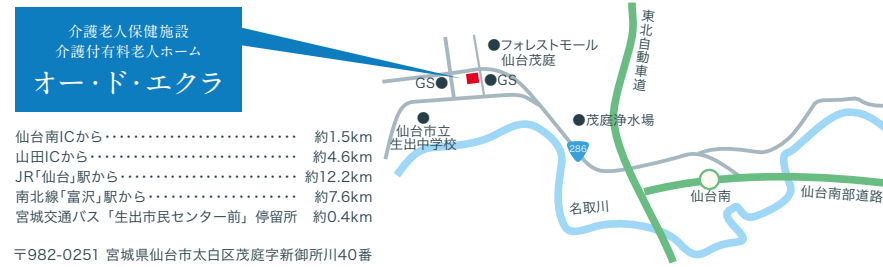 介護老人保健施設
介護付有料老人ホーム
オー・ド・エクラ
仙台南ICから・・・・・・・・・・・・・・・・・・・・・・・・・・ 約1.5km
山田ICから・・・・・・・・・・・・・・・・・・・・・・・・・・・・ 約4.6km
JR「仙台」駅から・・・・・・・・・・・・・・・・・・・・・・・・ 約12.2km
南北線「富沢」駅から・・・・・・・・・・・・・・・・・・・・ 約7.6km
宮城交通バス「生出市民センター前」停留所 約0.4km
〒982-0251 宮城県仙台市太白区茂庭字新御所川40番
フォレストモール
仙台茂庭
GS
GS
仙台市立
生出中学校
東北自動車道
茂庭浄水場
286
名取川
仙台南
仙台南部道路